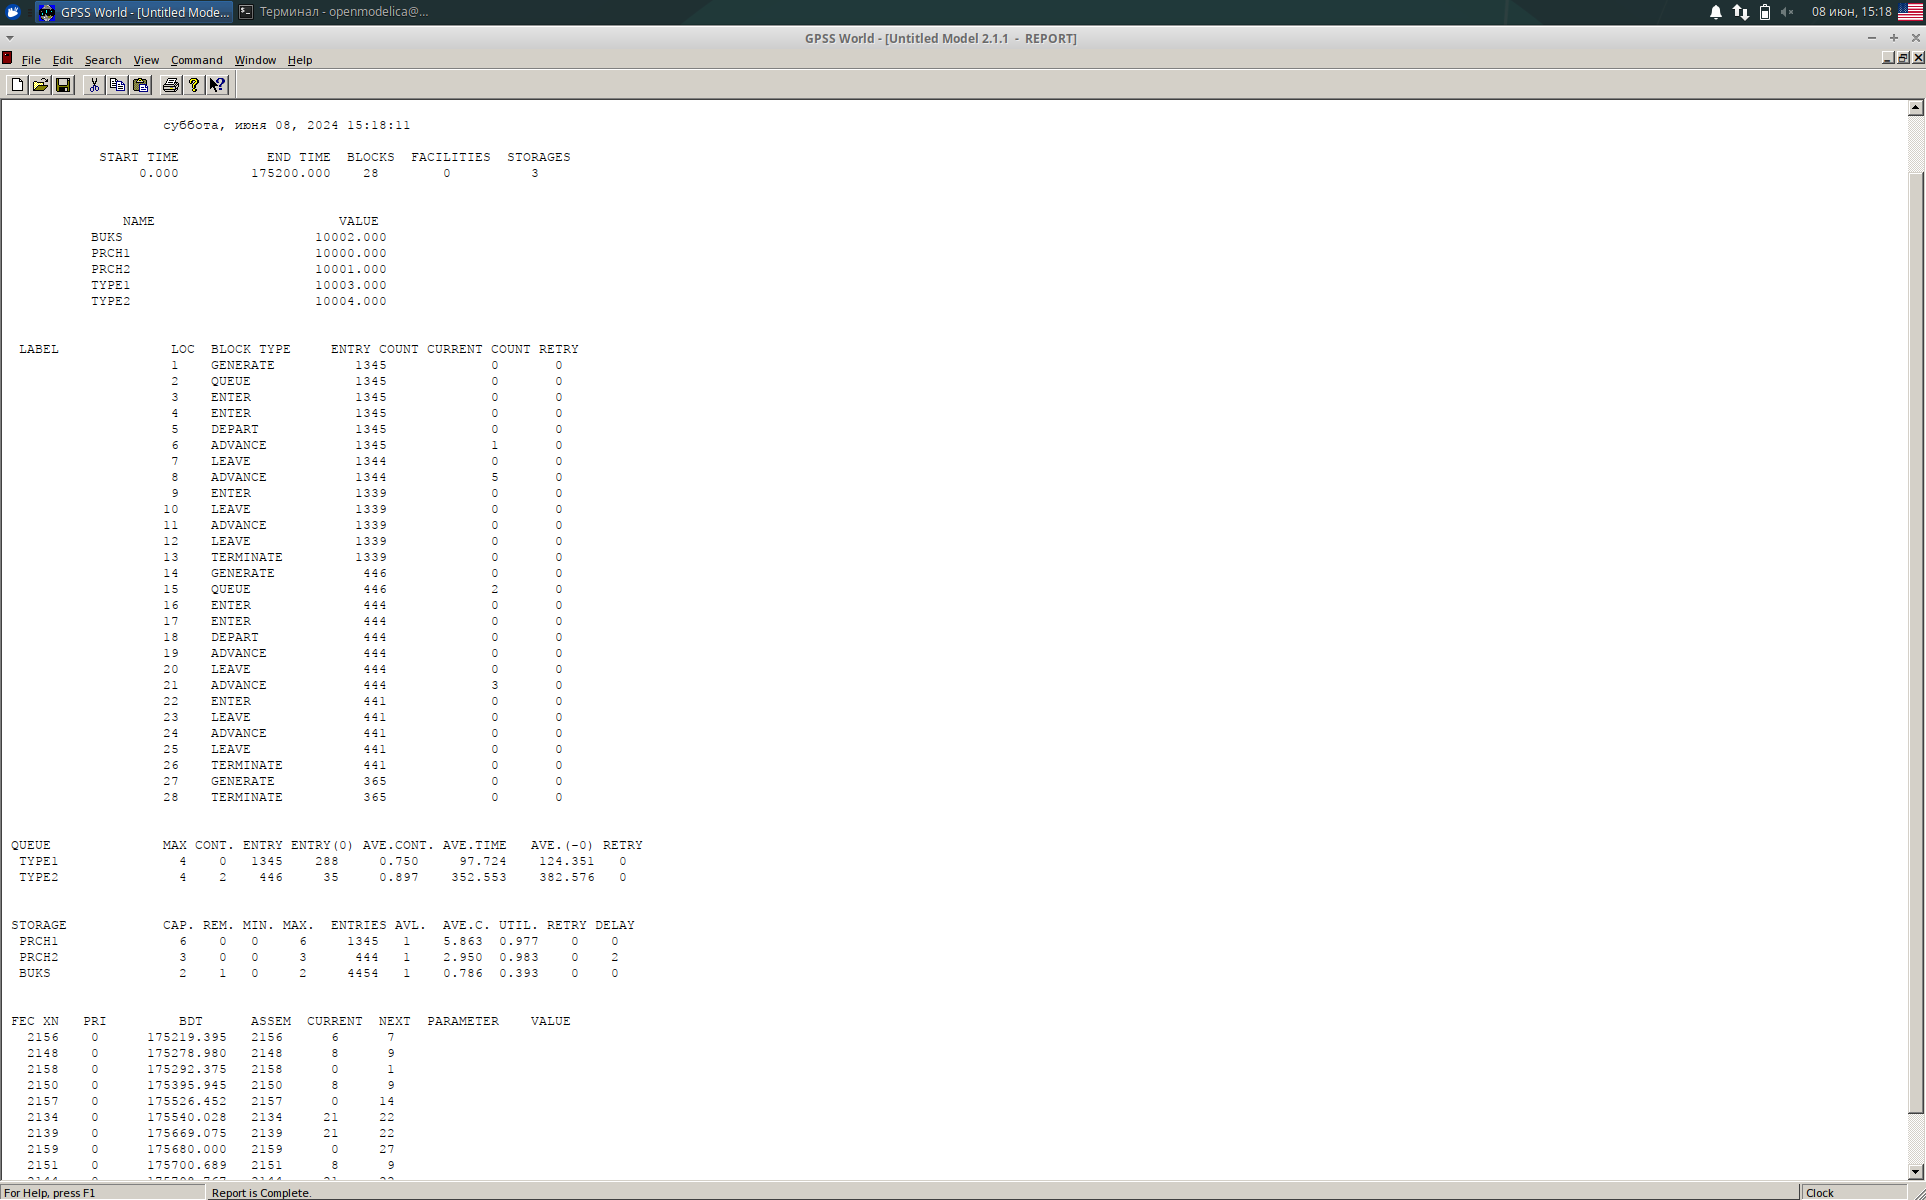 GPSS World - [Untitled Mode... Терминал - openmodelica@... 08 июн, 15:18
GPSS World - [Untitled Model 2.1.1 - REPORT]
File Edit Search View Command Window Help
суббота, июня 08, 2024 15:18:11
START TIME END TIME BLOCKS FACILITIES STORAGES
0.000 175200.000 28 0 3
NAME VALUE
BUKS 10002.000
PRCH1 10000.000
PRCH2 10001.000
TYPE1 10003.000
TYPE2 10004.000
LABEL LOC BLOCK TYPE ENTRY COUNT CURRENT COUNT RETRY
1 GENERATE 1345 0 0
2 QUEUE 1345 0 0
3 ENTER 1345 0 0
4 ENTER 1345 0 0
5 DEPART 1345 0 0
6 ADVANCE 1345 1 0
7 LEAVE 1344 0 0
8 ADVANCE 1344 5 0
9 ENTER 1339 0 0
10 LEAVE 1339 0 0
11 ADVANCE 1339 0 0
12 LEAVE 1339 0 0
13 TERMINATE 1339 0 0
14 GENERATE 446 0 0
15 QUEUE 446 2 0
16 ENTER 444 0 0
17 ENTER 444 0 0
18 DEPART 444 0 0
19 ADVANCE 444 0 0
20 LEAVE 444 0 0
21 ADVANCE 444 3 0
22 ENTER 441 0 0
23 LEAVE 441 0 0
24 ADVANCE 441 0 0
25 LEAVE 441 0 0
26 TERMINATE 441 0 0
27 GENERATE 365 0 0
28 TERMINATE 365 0 0
QUEUE MAX CONT. ENTRY ENTRY(0) AVE.CONT. AVE.TIME AVE.(-0) RETRY
TYPE1 4 0 1345 288 0.750 97.724 124.351 0
TYPE2 4 2 446 35 0.897 352.553 382.576 0
STORAGE CAP. REM. MIN. MAX. ENTRIES AVL. AVE.C. UTIL. RETRY DELAY
PRCH1 6 0 0 6 1345 1 5.863 0.977 0 0
PRCH2 3 0 0 3 444 1 2.950 0.983 0 2
BUKS 2 1 0 2 4454 1 0.786 0.393 0 0
FEC XN PRI BDT ASSEM CURRENT NEXT PARAMETER VALUE
2156 0 175219.395 2156 6 7
2148 0 175278.980 2148 8 9
2158 0 175292.375 2158 0 1
2150 0 175395.945 2150 8 9
2157 0 175526.452 2157 0 14
2134 0 175540.028 2134 21 22
2139 0 175669.075 2139 21 22
2159 0 175680.000 2159 0 27
2151 0 175700.689 2151 8 9
For Help, press F1 Report is Complete. Clock